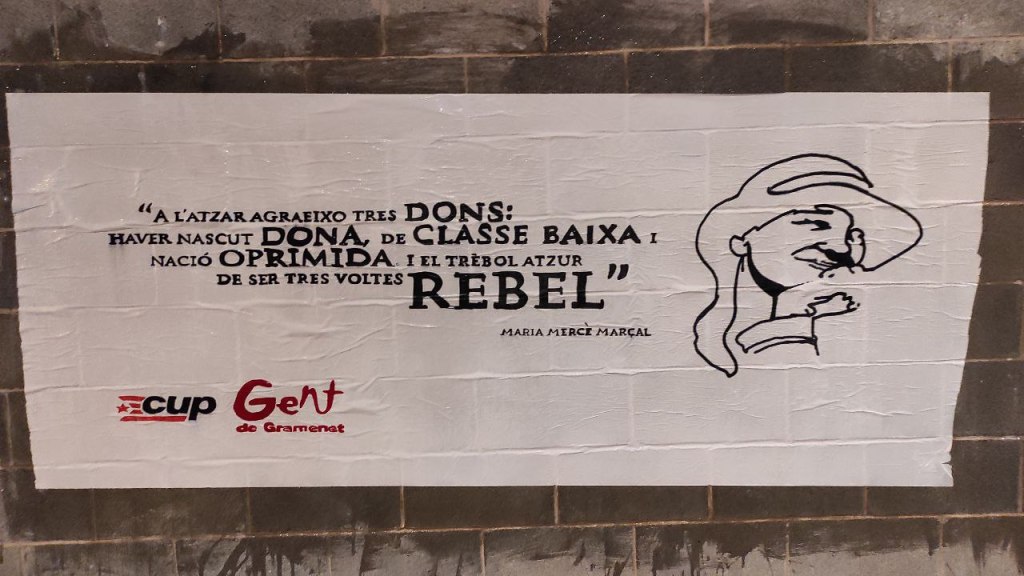 “A L'ATZAR AGRAEIXO TRES DONS:
HAVER NASCUT DONA, DE CLASSE BAIXA I
NACIÓ OPRIMIDA. I EL TRÈBOL ATZUR
DE SER TRES VOLTES REBEL”
MARIA MERCÈ MARÇAL
cup
Gent
de Gramenet